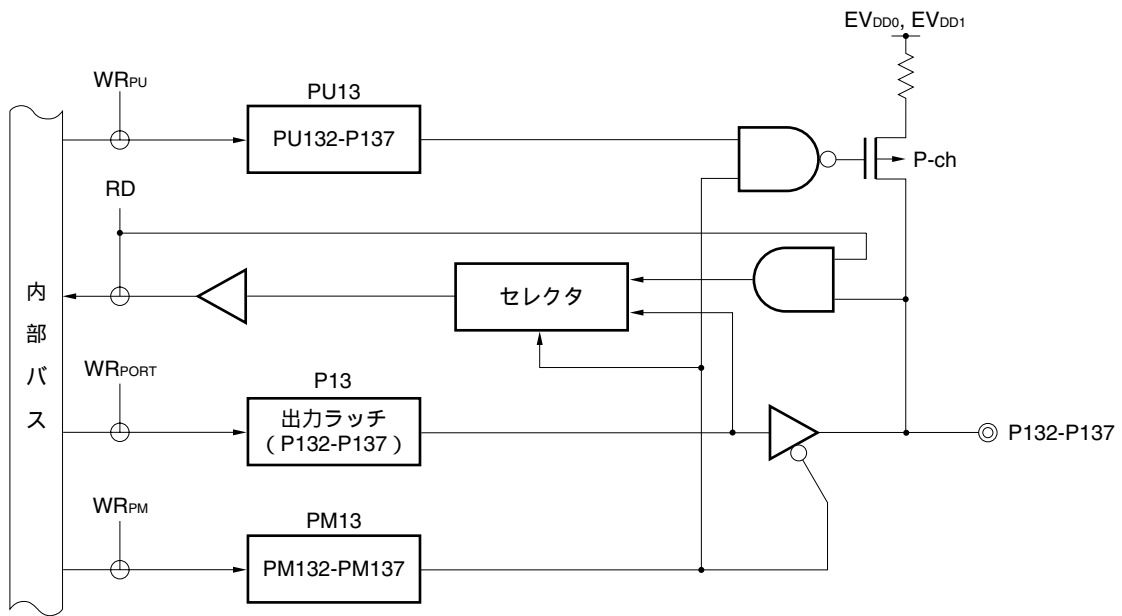 EVDD0, EVDD1
WRPU
PU13
PU132-P137
P-ch
RD
内部バス
セレクタ
WRPORT
P13
出力ラッチ
( P132-P137 )
P132-P137
WRPM
PM13
PM132-PM137